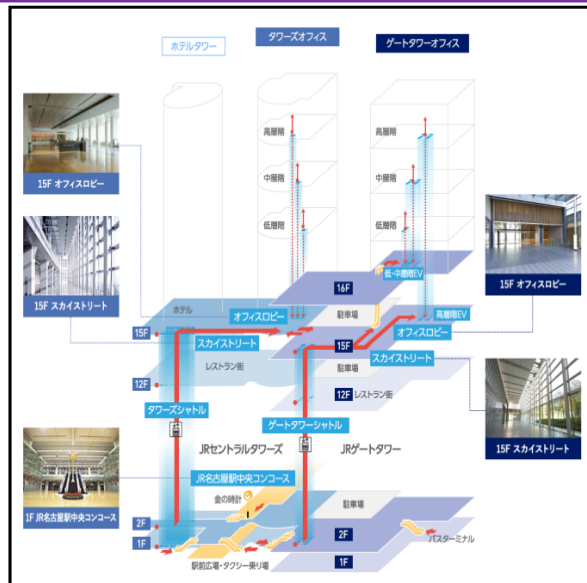 ホテルタワー
タワーズオフィス
ゲートタワーオフィス
高層階
中層階
低層階
高層階
中層階
低層階
15F オフィスロビー
15F スカイストリート
15F オフィスロビー
15F スカイストリート
1F JR名古屋駅中央コンコース
低・中層階EV
16F
ホテル
オフィスロビー
駐車場
高層階EV
オフィスロビー
15F
スカイストリート
15F
スカイストリート
レストラン街
駐車場
12F
12F レストラン街
タワーズシャトル
ゲートタワーシャトル
JRセントラルタワーズ
JRゲートタワー
JR名古屋駅中央コンコース
金の時計
駐車場
2F
2F
バスターミナル
1F
1F
駅前広場・タクシー乗り場